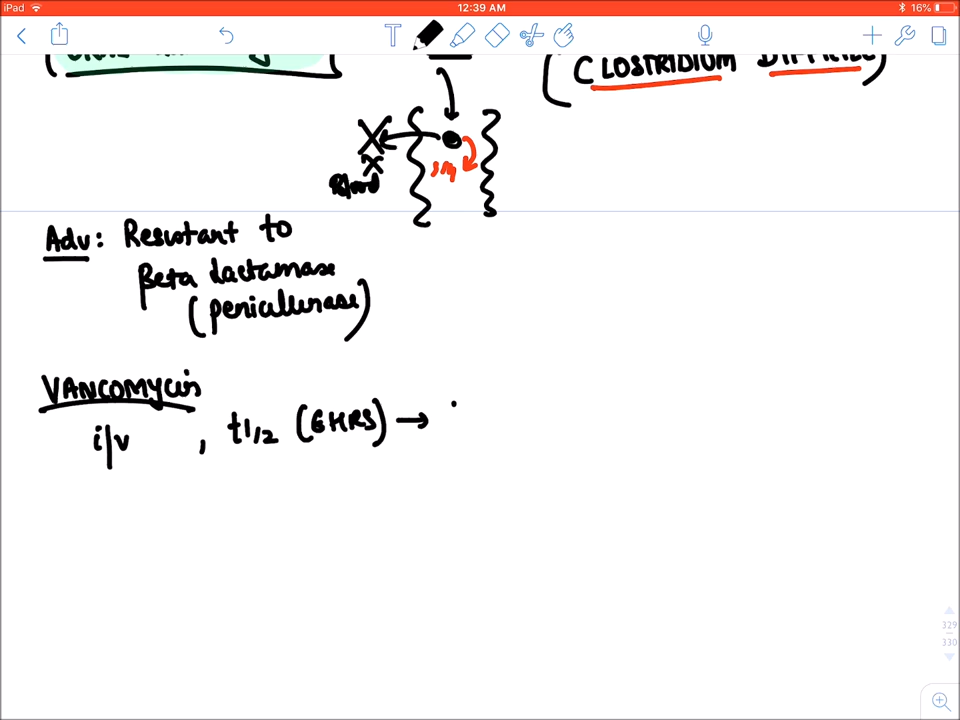 iPad
12:39 AM
16%
T
CLOSTRIDIUM DIFFICILE)
Blood
Adv: Resistant to
Beta lactamase
(penicillinase)
VANCOMYCIN
i/v , t1/2 (6HRS) →
329
330